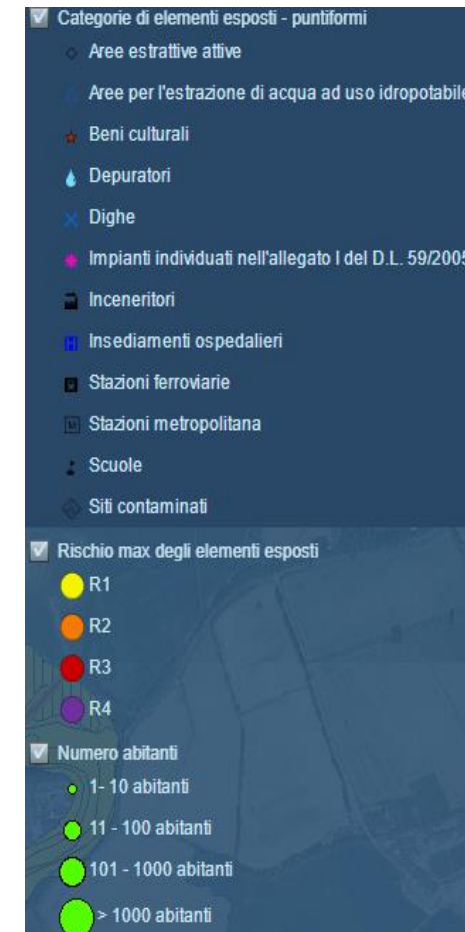 Categorie di elementi esposti - puntiformi
Aree estrattive attive
Aree per l'estrazione di acqua ad uso idropotabile
Beni culturali
Depuratori
Dighe
Impianti individuati nell'allegato I del D.L. 59/2005
Inceneritori
H Insediamenti ospedalieri
Stazioni ferroviarie
M Stazioni metropolitana
Scuole
Siti contaminati
Rischio max degli elementi esposti
R1
R2
R3
R4
Numero abitanti
1- 10 abitanti
11 - 100 abitanti
101 - 1000 abitanti
> 1000 abitanti